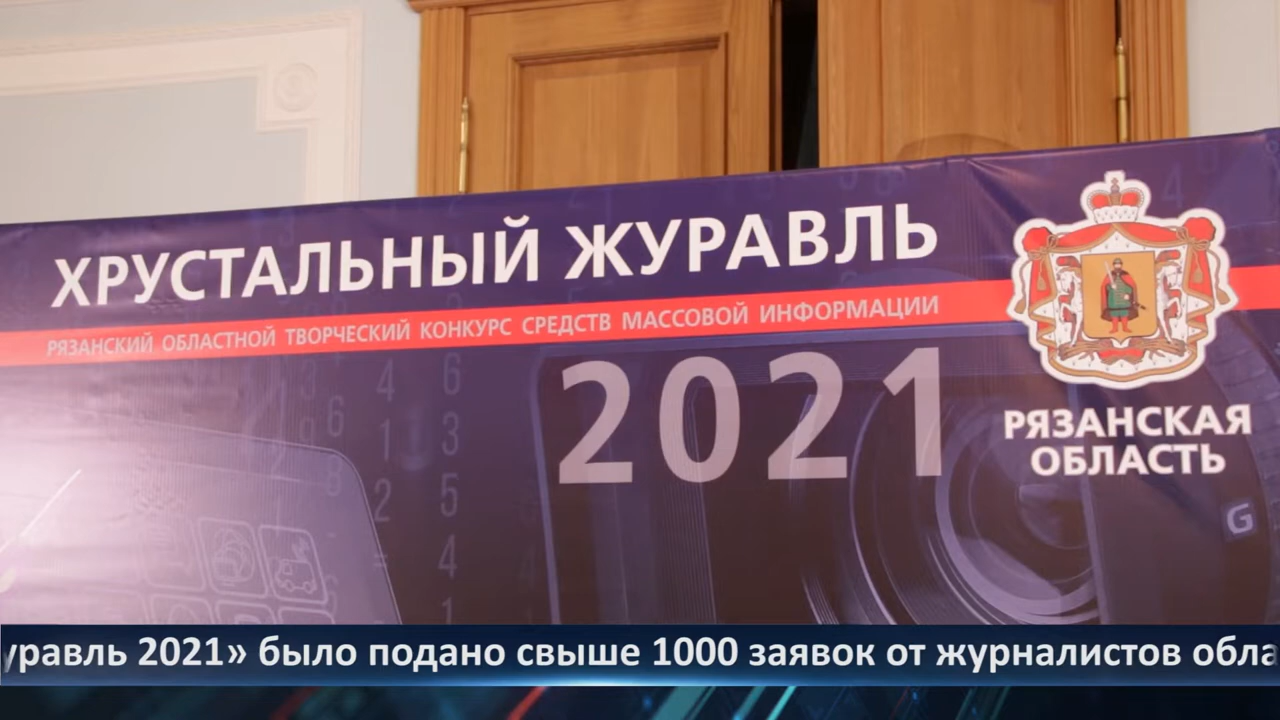 ХРУСТАЛЬНЫЙ ЖУРАВЛЬ
РЯЗАНСКИЙ ОБЛАСТНОЙ ТВОРЧЕСКИЙ КОНКУРС СРЕДСТВ МАССОВОЙ ИНФОРМАЦИИ
2021
РЯЗАНСКАЯ
ОБЛАСТЬ
G
уравль 2021» было подано свыше 1000 заявок от журналистов обла